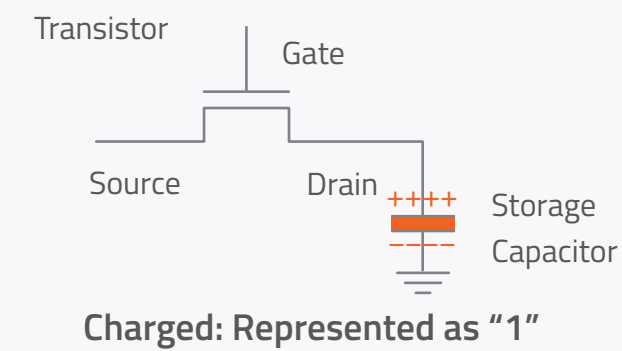 Transistor
Gate
Source
Drain
++++
Storage
Capacitor
----
Charged: Represented as “1”